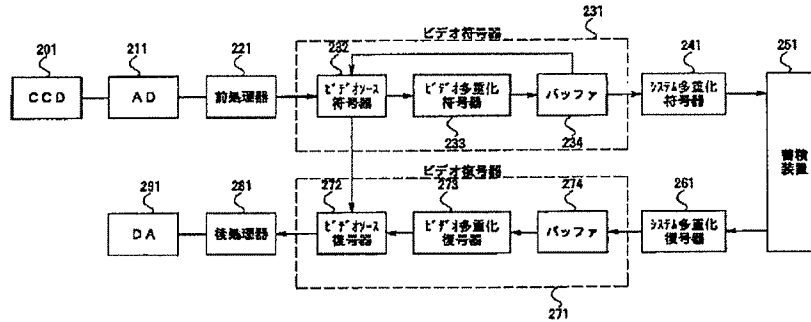 231
ビデオ符号器
201
211
221
232
241
251
CCD
AD
前処理器
ビデオソース
符号器
ビデオ多重化
符号器
バッファ
システム多重化
符号器
233
234
蓄積
装置
ビデオ復号器
291
281
272
273
274
261
DA
後処理器
ビデオソース
復号器
ビデオ多重化
復号器
バッファ
システム多重化
復号器
271